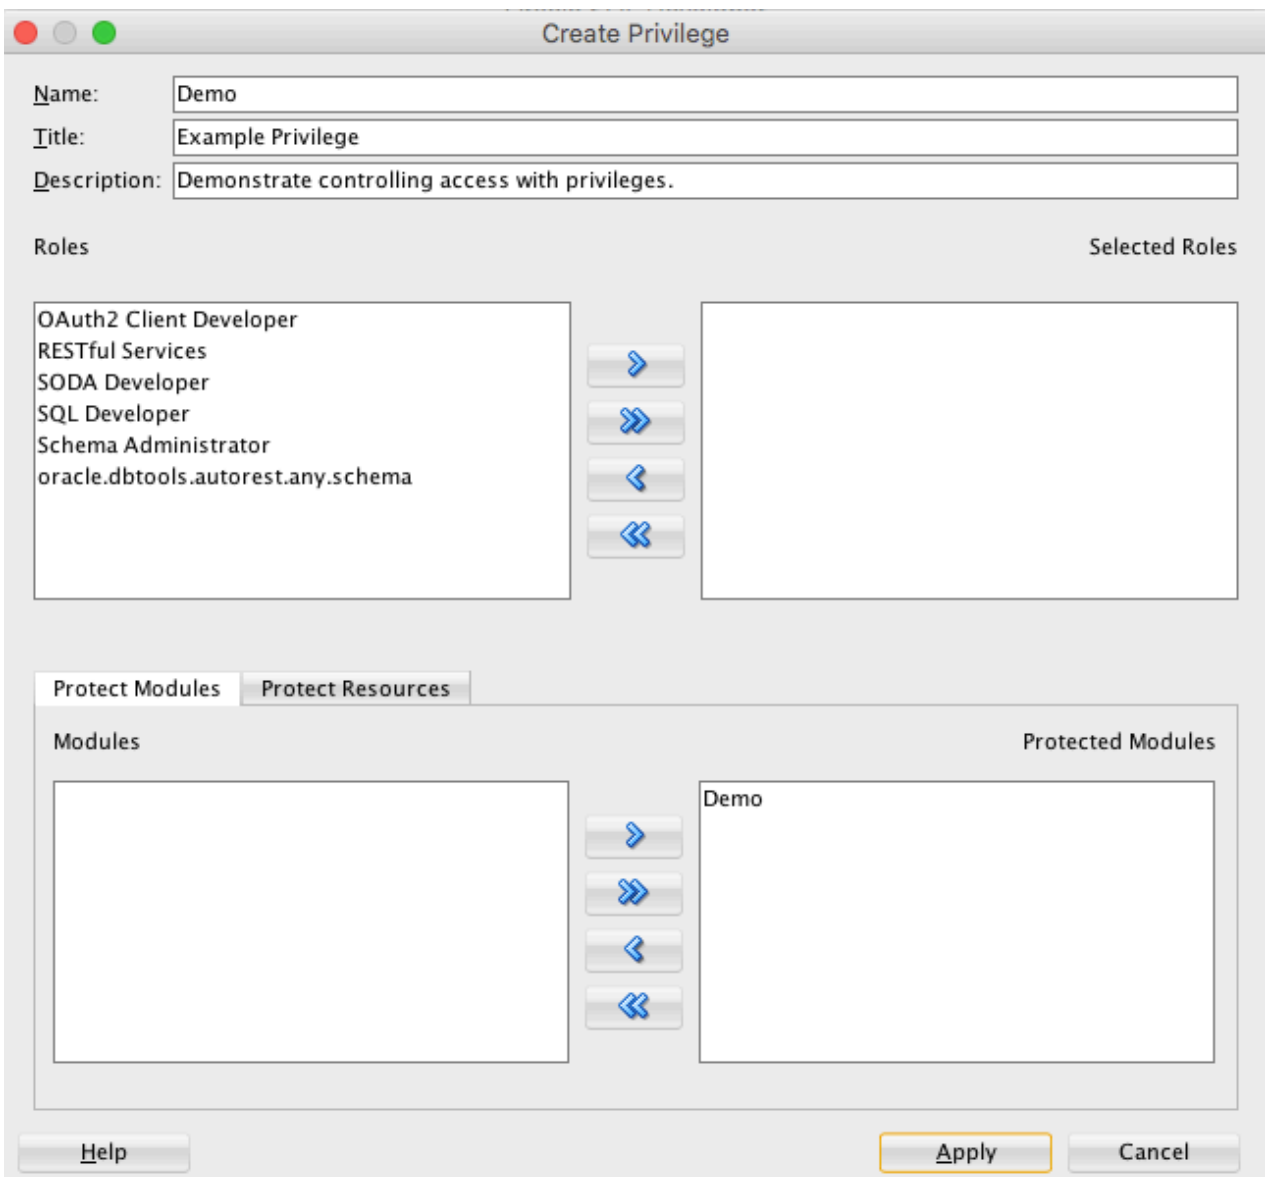 Create Privilege
Name: Demo
Title: Example Privilege
Description: Demonstrate controlling access with privileges.
Roles Selected Roles
OAuth2 Client Developer
RESTful Services
SODA Developer
SQL Developer
Schema Administrator
oracle.dbtools.autorest.any.schema
Protect Modules Protect Resources
Modules Protected Modules
Demo
Help Apply Cancel